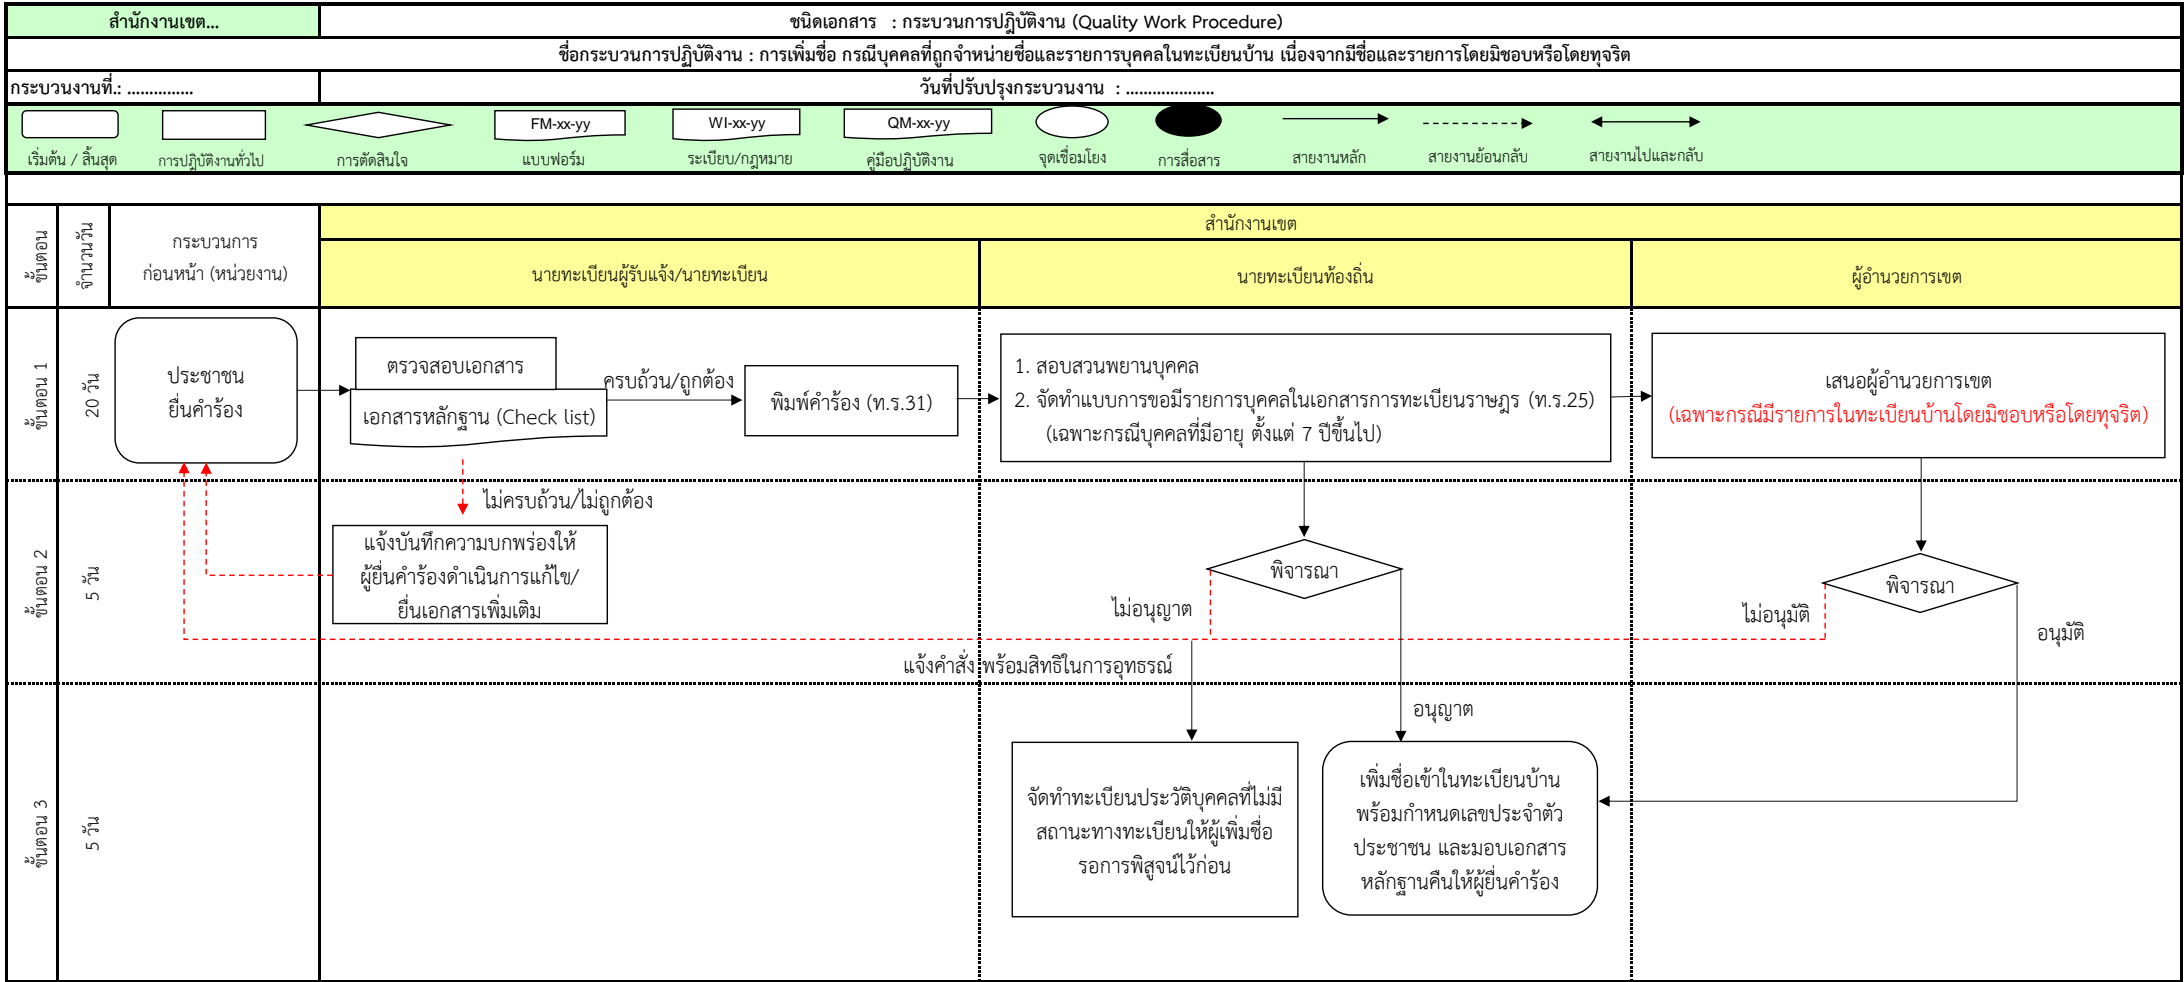 สำนักงานเขต...
ชนิดเอกสาร : กระบวนการปฏิบัติงาน (Quality Work Procedure)
ชื่อกระบวนการปฏิบัติงาน : การเพิ่มชื่อ กรณีบุคคลที่ถูกจำหน่ายชื่อและรายการบุคคลในทะเบียนบ้าน เนื่องจากมีชื่อและรายการโดยมิชอบหรือโดยทุจริต
กระบวนงานที่.: ...............
วันที่ปรับปรุงกระบวนงาน : ....................
FM-xx-yy
WI-xx-yy
QM-xx-yy
เริ่มต้น / สิ้นสุด
การปฏิบัติงานทั่วไป
การตัดสินใจ
แบบฟอร์ม
ระเบียบ/กฎหมาย
คู่มือปฏิบัติงาน
จุดเชื่อมโยง
การสื่อสาร
สายงานหลัก
สายงานย้อนกลับ
สายงานไปและกลับ
ขั้นตอน
จำนวนวัน
กระบวนการ
ก่อนหน้า (หน่วยงาน)
สำนักงานเขต
นายทะเบียนผู้รับแจ้ง/นายทะเบียน
นายทะเบียนท้องถิ่น
ผู้อำนวยการเขต
ขั้นตอน 1
20 วัน
ประชาชน
ยื่นคำร้อง
ตรวจสอบเอกสาร
เอกสารหลักฐาน (Check list)
ครบถ้วน/ถูกต้อง
พิมพ์คำร้อง (ท.ร.31)
1. สอบสวนพยานบุคคล
2. จัดทำแบบการขอมีรายการบุคคลในเอกสารการทะเบียนราษฎร (ท.ร.25)
(เฉพาะกรณีบุคคลที่มีอายุ ตั้งแต่ 7 ปีขึ้นไป)
เสนอผู้อำนวยการเขต
(เฉพาะกรณีมีรายการในทะเบียนบ้านโดยมิชอบหรือโดยทุจริต)
ขั้นตอน 2
5 วัน
ไม่ครบถ้วน/ไม่ถูกต้อง
แจ้งบันทึกความบกพร่องให้
ผู้ยื่นคำร้องดำเนินการแก้ไข/
ยื่นเอกสารเพิ่มเติม
พิจารณา
ไม่อนุญาต
พิจารณา
ไม่อนุมัติ
อนุมัติ
แจ้งคำสั่ง พร้อมสิทธิในการอุทธรณ์
ขั้นตอน 3
5 วัน
อนุญาต
จัดทำทะเบียนประวัติบุคคลที่ไม่มี
สถานะทางทะเบียนให้ผู้เพิ่มชื่อ
รอการพิสูจน์ไว้ก่อน
เพิ่มชื่อเข้าในทะเบียนบ้าน
พร้อมกำหนดเลขประจำตัว
ประชาชน และมอบเอกสาร
หลักฐานคืนให้ผู้ยื่นคำร้อง